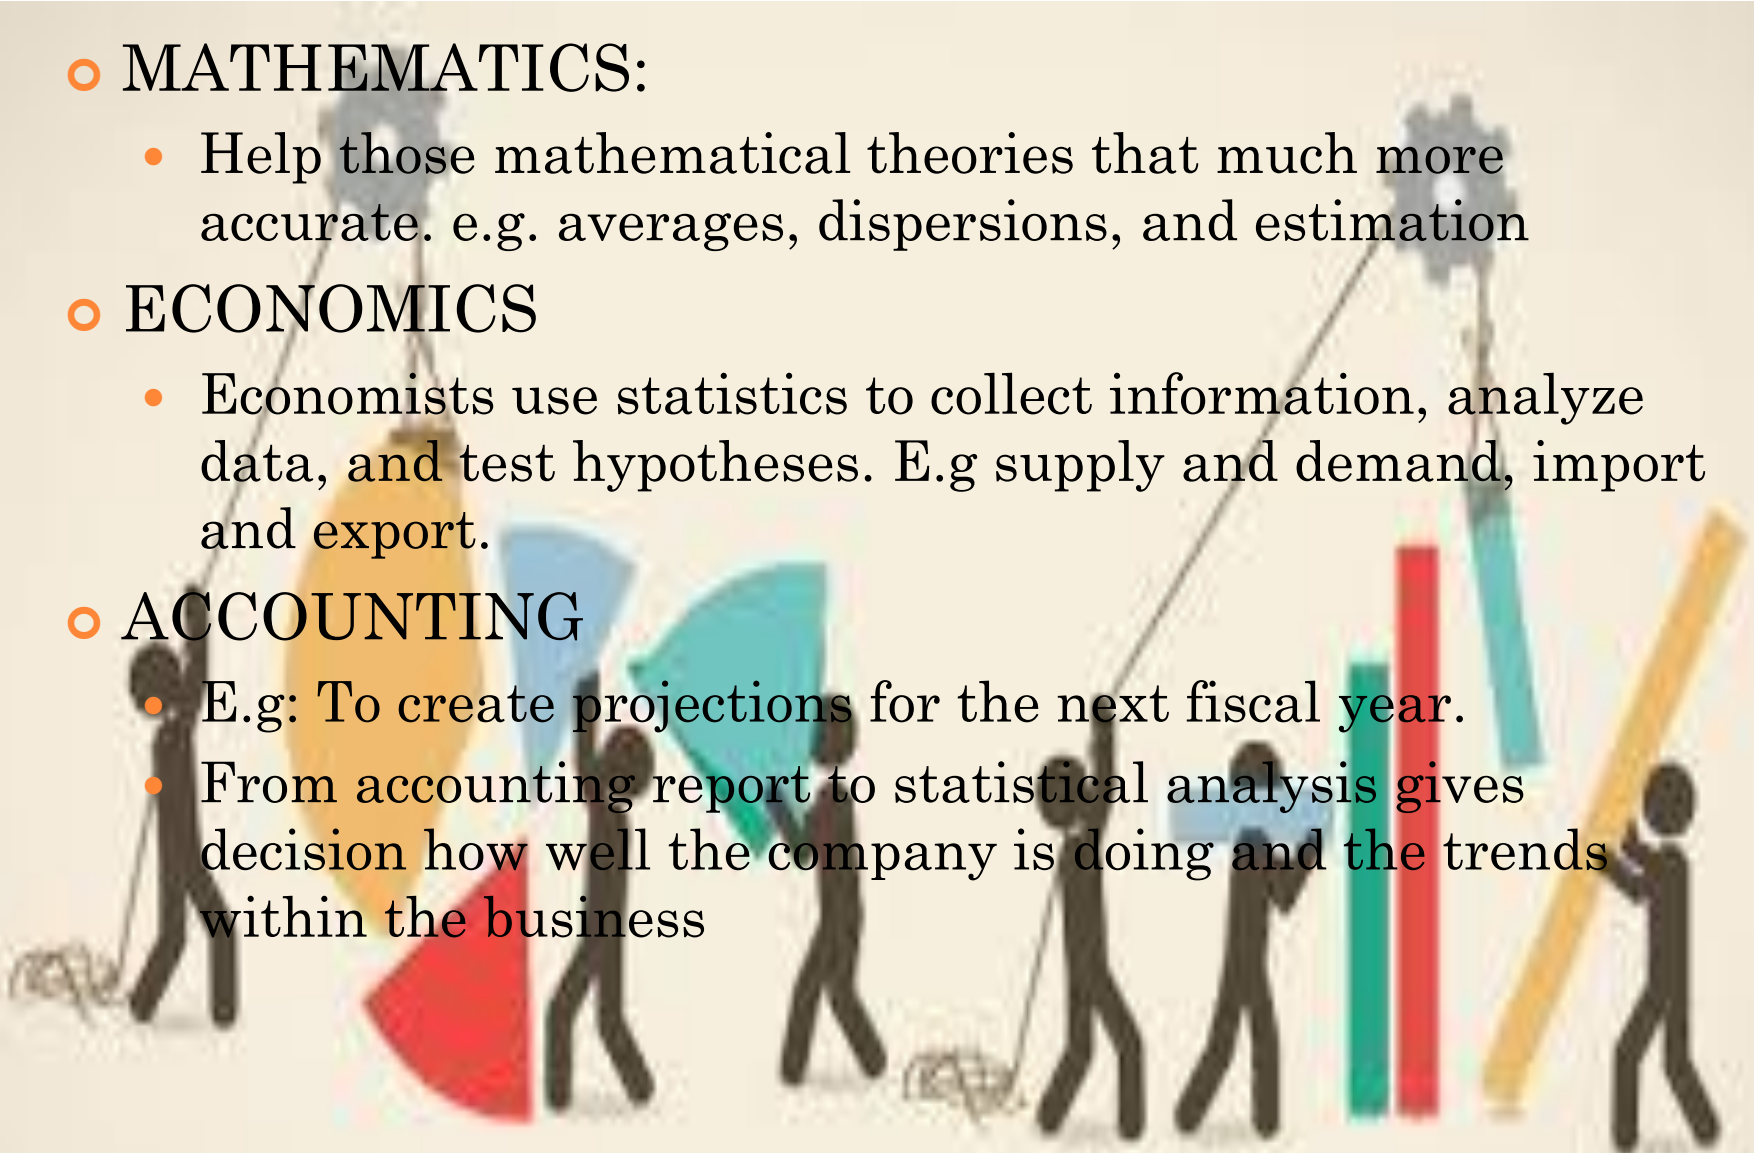 MATHEMATICS:
Help those mathematical theories that much more
accurate. e.g. averages, dispersions, and estimation
ECONOMICS
Economists use statistics to collect information, analyze
data, and test hypotheses. E.g supply and demand, import
and export.
ACCOUNTING
E.g: To create projections for the next fiscal year.
From accounting report to statistical analysis gives
decision how well the company is doing and the trends
within the business